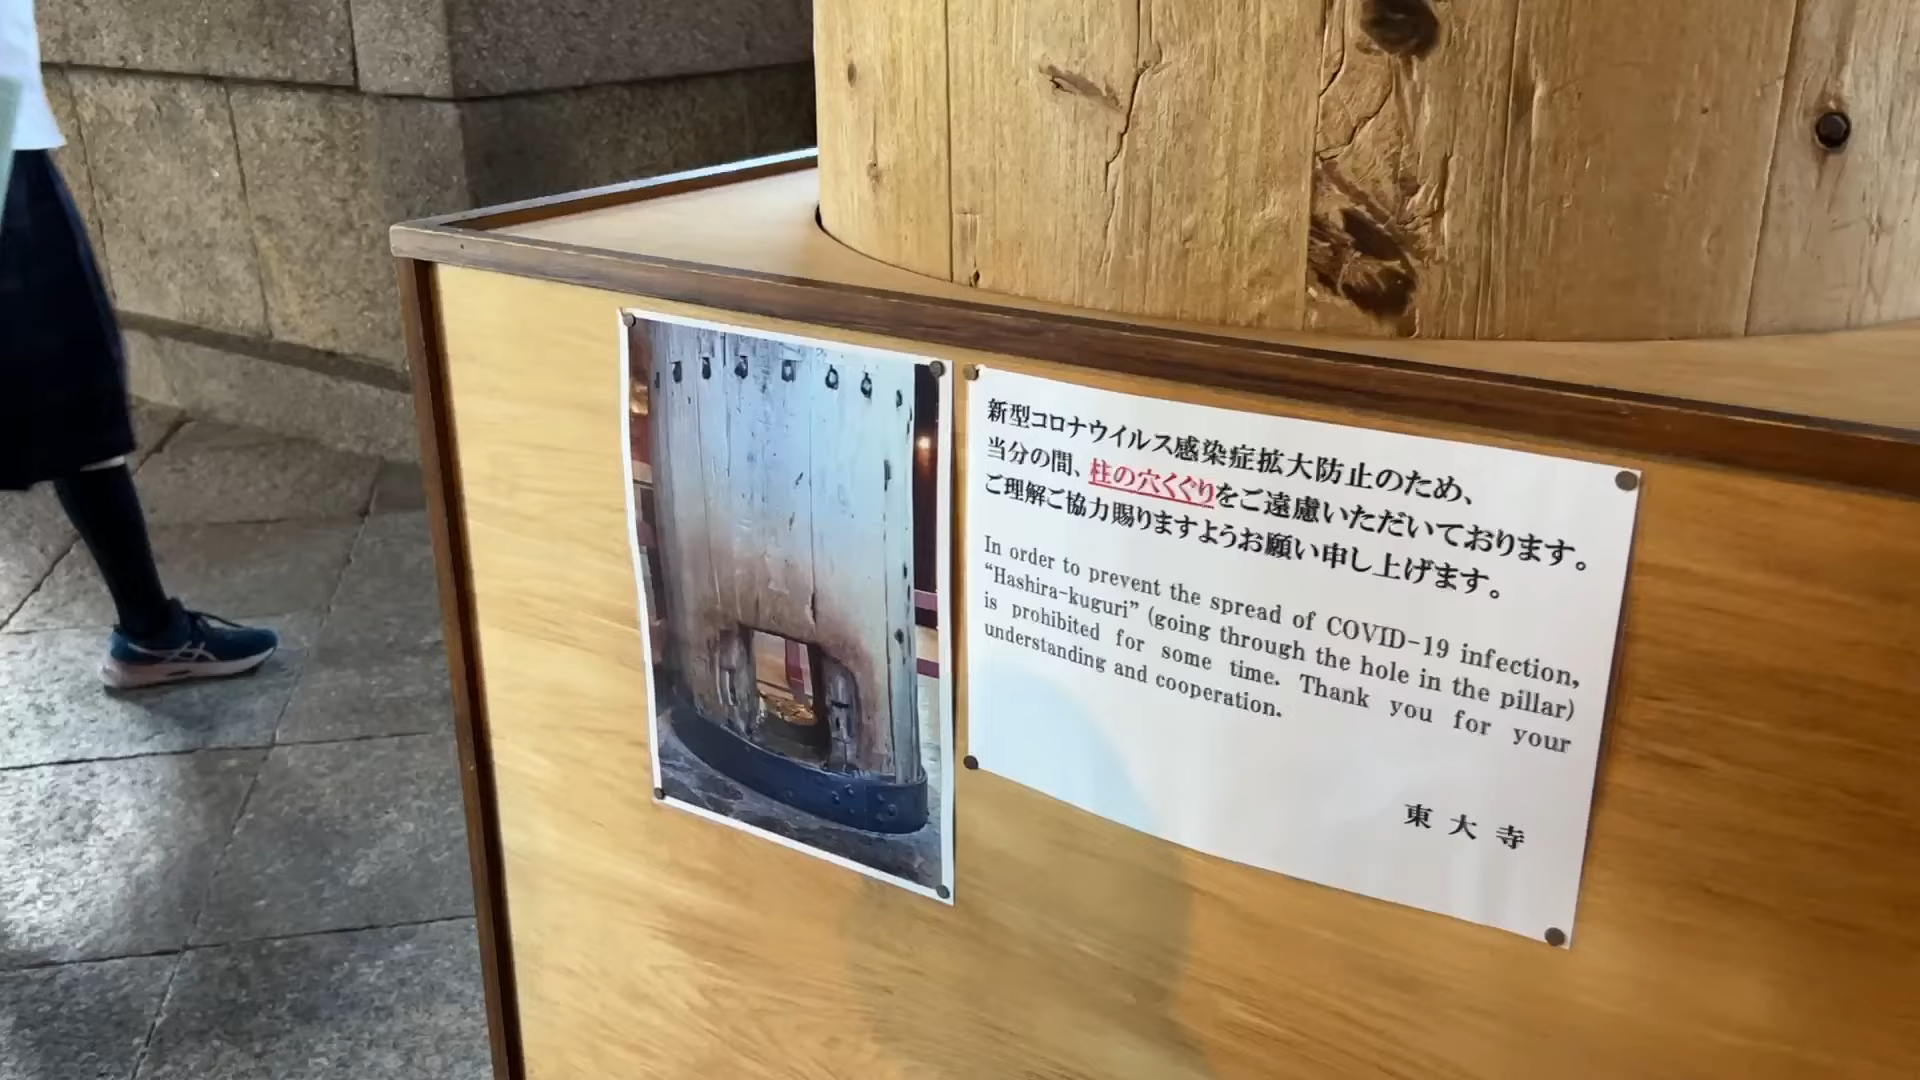 新型コロナウイルス感染症拡大防止のため、
当分の間、柱の穴くぐりをご遠慮いただいております。
ご理解ご協力賜りますようお願い申し上げます。
In order to prevent the spread of COVID-19 infection,
“Hashira-kuguri” (going through the hole in the pillar)
is prohibited for some time. Thank you for your
understanding and cooperation.
東大寺